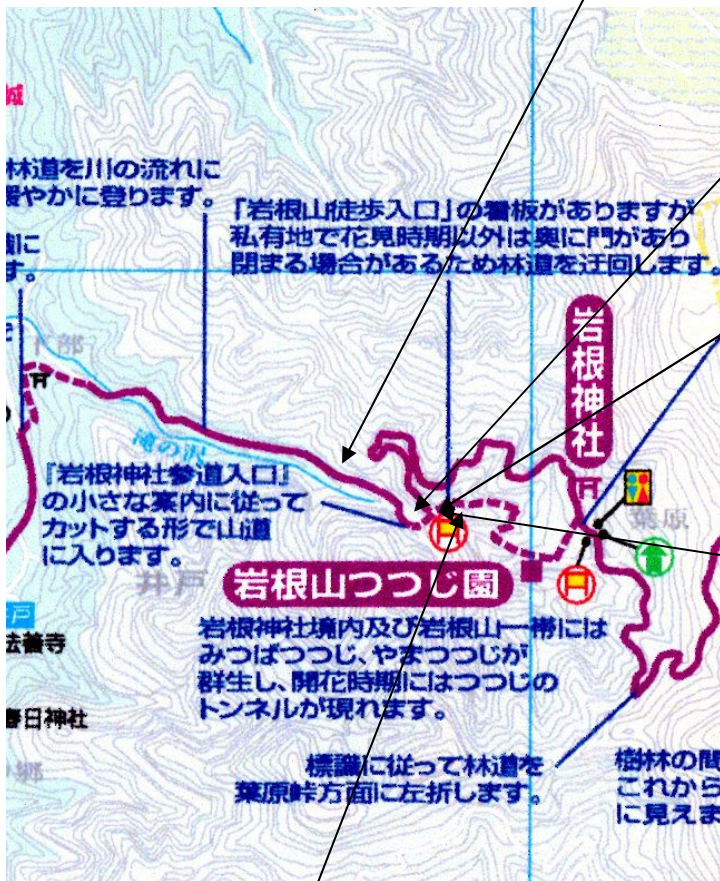 城
林道を川の流れに
緩やかに登ります。
「岩根山徒歩入口」の看板がありますが
私有地で花見時期以外は奥に門があり
閉まる場合があるため林道を迂回します。
に
す。
下部
岩根神社
滝の沢
『岩根神社参道入口』
の小さな案内に従って
カットする形で山道
に入ります。
葉原
井戸
岩根山つつじ園
戸
法善寺
岩根神社境内及び岩根山一帯には
みつばつつじ、やまつつじが
群生し、開花時期にはつつじの
トンネルが現れます。
春日神社
郷
標識に従って林道を
葉原峠方面に左折します。
樹林の間
これから
に見えま